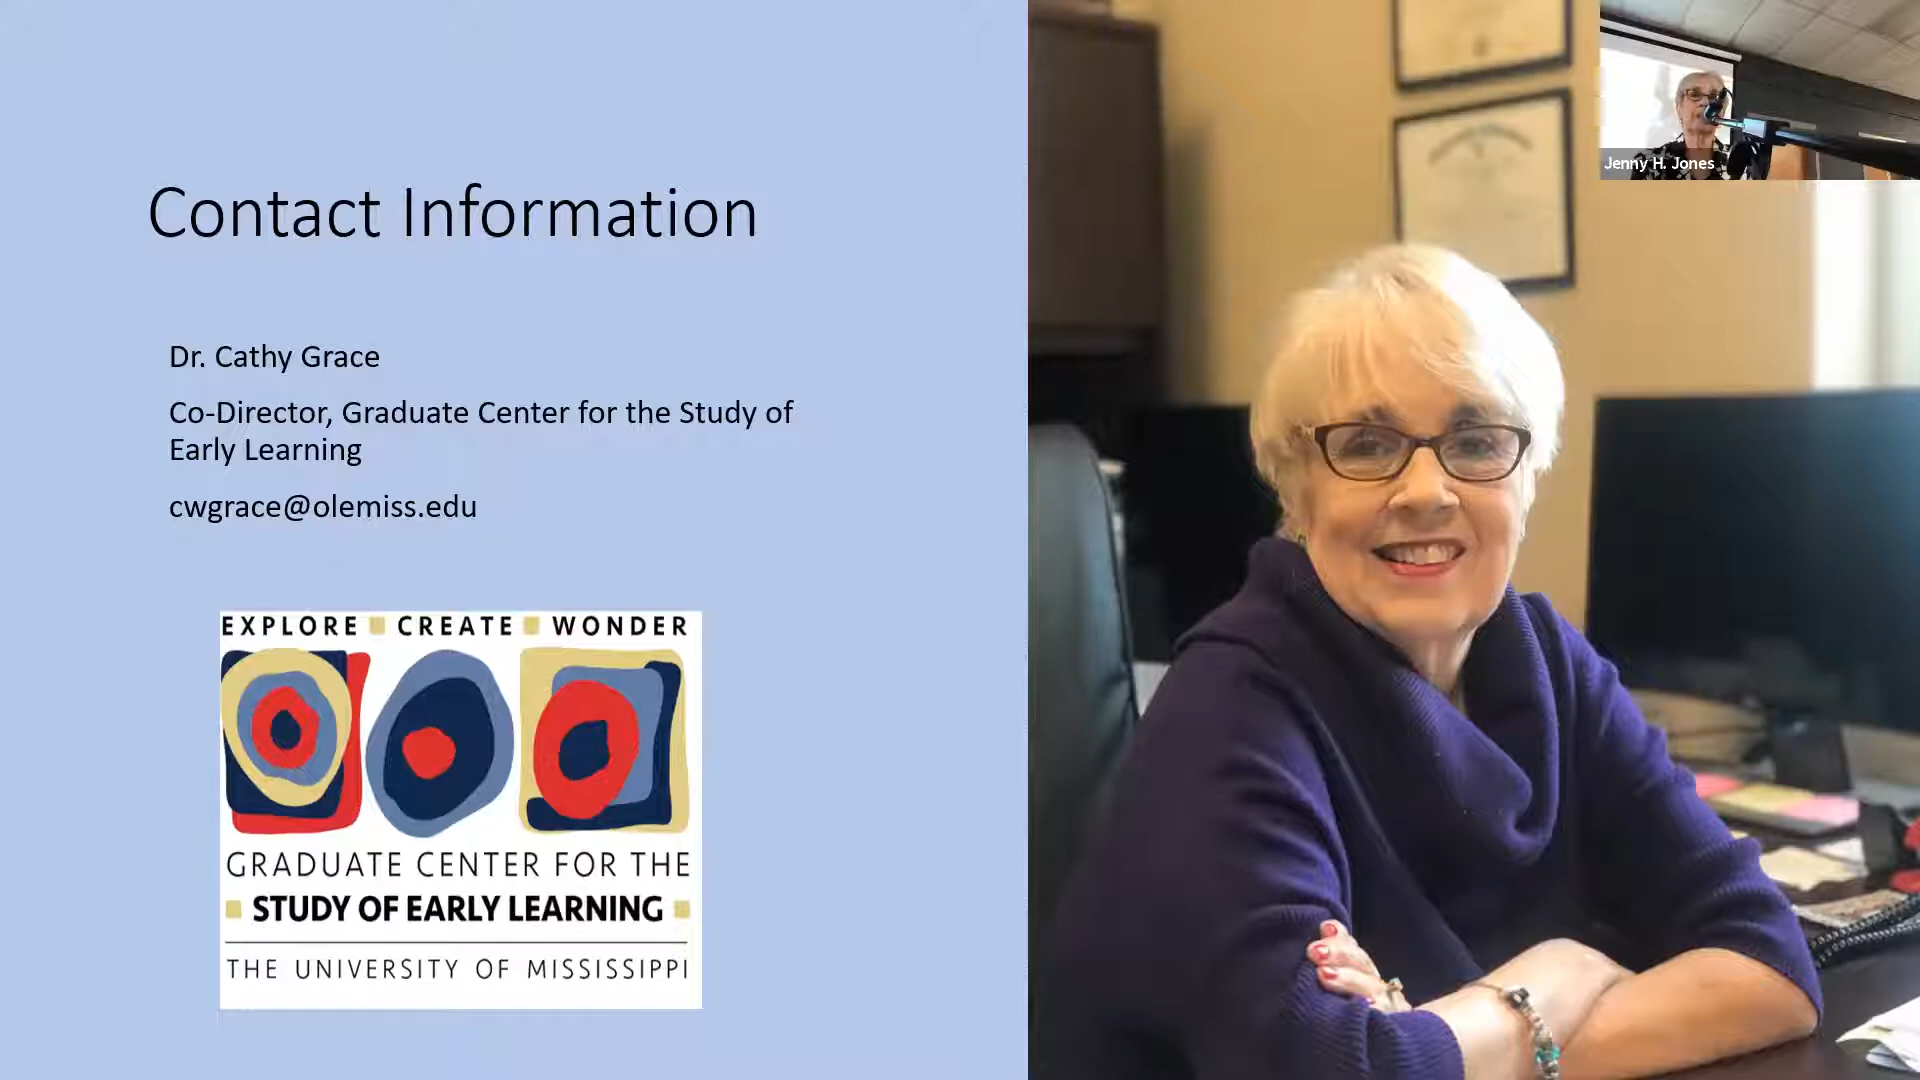 Contact Information
Dr. Cathy Grace
Co-Director, Graduate Center for the Study of
Early Learning
cwgrace@olemiss.edu
EXPLORE CREATE WONDER
GRADUATE CENTER FOR THE
STUDY OF EARLY LEARNING
THE UNIVERSITY OF MISSISSIPPI
Jenny H. Jones